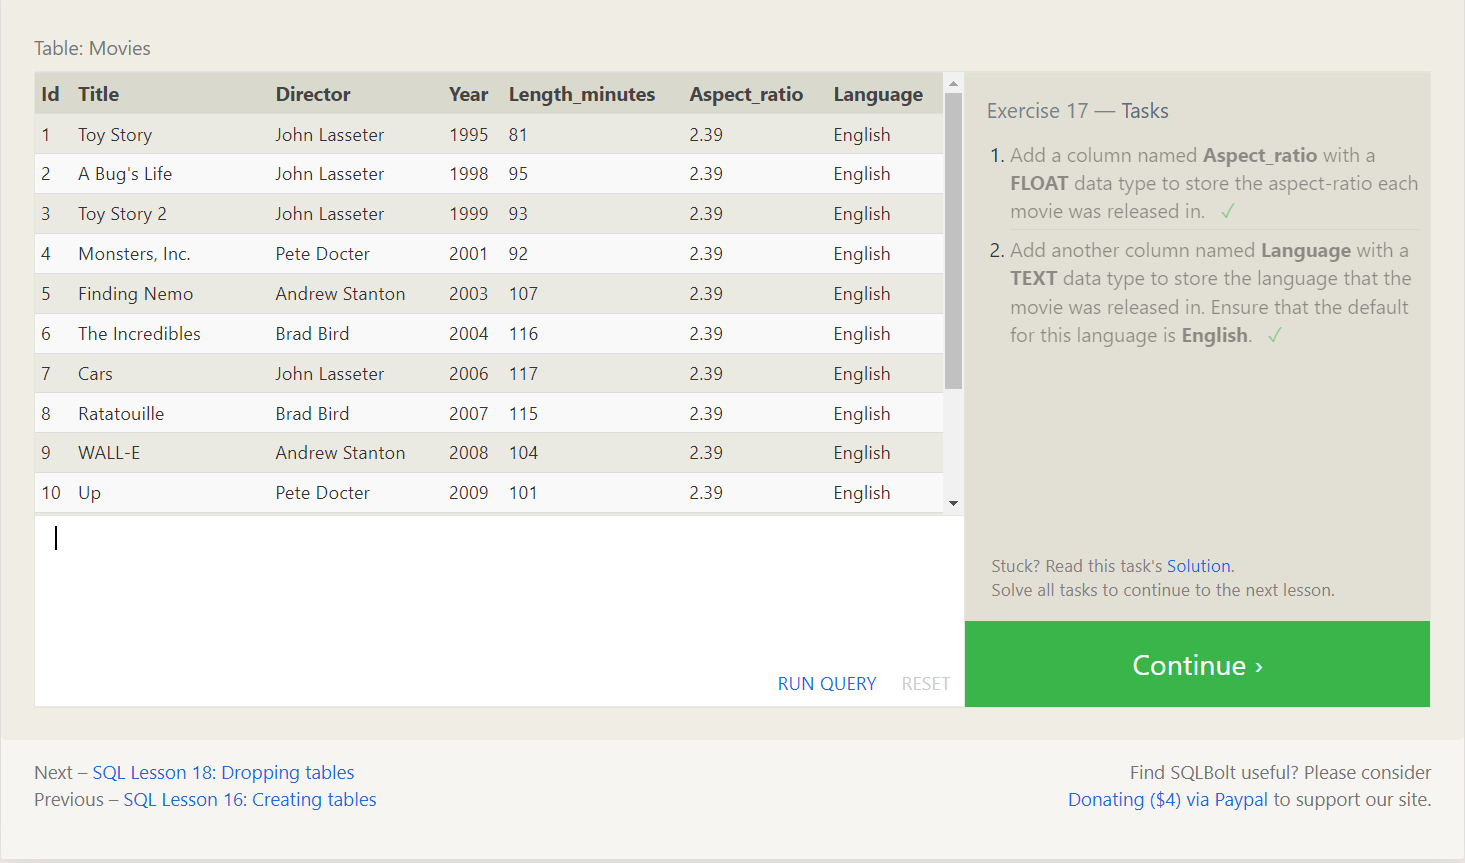 Table: Movies
Id Title Director Year Length_minutes Aspect_ratio Language
1 Toy Story John Lasseter 1995 81 2.39 English
2 A Bug's Life John Lasseter 1998 95 2.39 English
3 Toy Story 2 John Lasseter 1999 93 2.39 English
4 Monsters, Inc. Pete Docter 2001 92 2.39 English
5 Finding Nemo Andrew Stanton 2003 107 2.39 English
6 The Incredibles Brad Bird 2004 116 2.39 English
7 Cars John Lasseter 2006 117 2.39 English
8 Ratatouille Brad Bird 2007 115 2.39 English
9 WALL-E Andrew Stanton 2008 104 2.39 English
10 Up Pete Docter 2009 101 2.39 English
RUN QUERY RESET
Exercise 17 — Tasks
1. Add a column named Aspect_ratio with a
FLOAT data type to store the aspect-ratio each
movie was released in. ✓
2. Add another column named Language with a
TEXT data type to store the language that the
movie was released in. Ensure that the default
for this language is English. ✓
Stuck? Read this task's Solution.
Solve all tasks to continue to the next lesson.
Continue ›
Next – SQL Lesson 18: Dropping tables
Previous – SQL Lesson 16: Creating tables
Find SQLBolt useful? Please consider
Donating ($4) via Paypal to support our site.